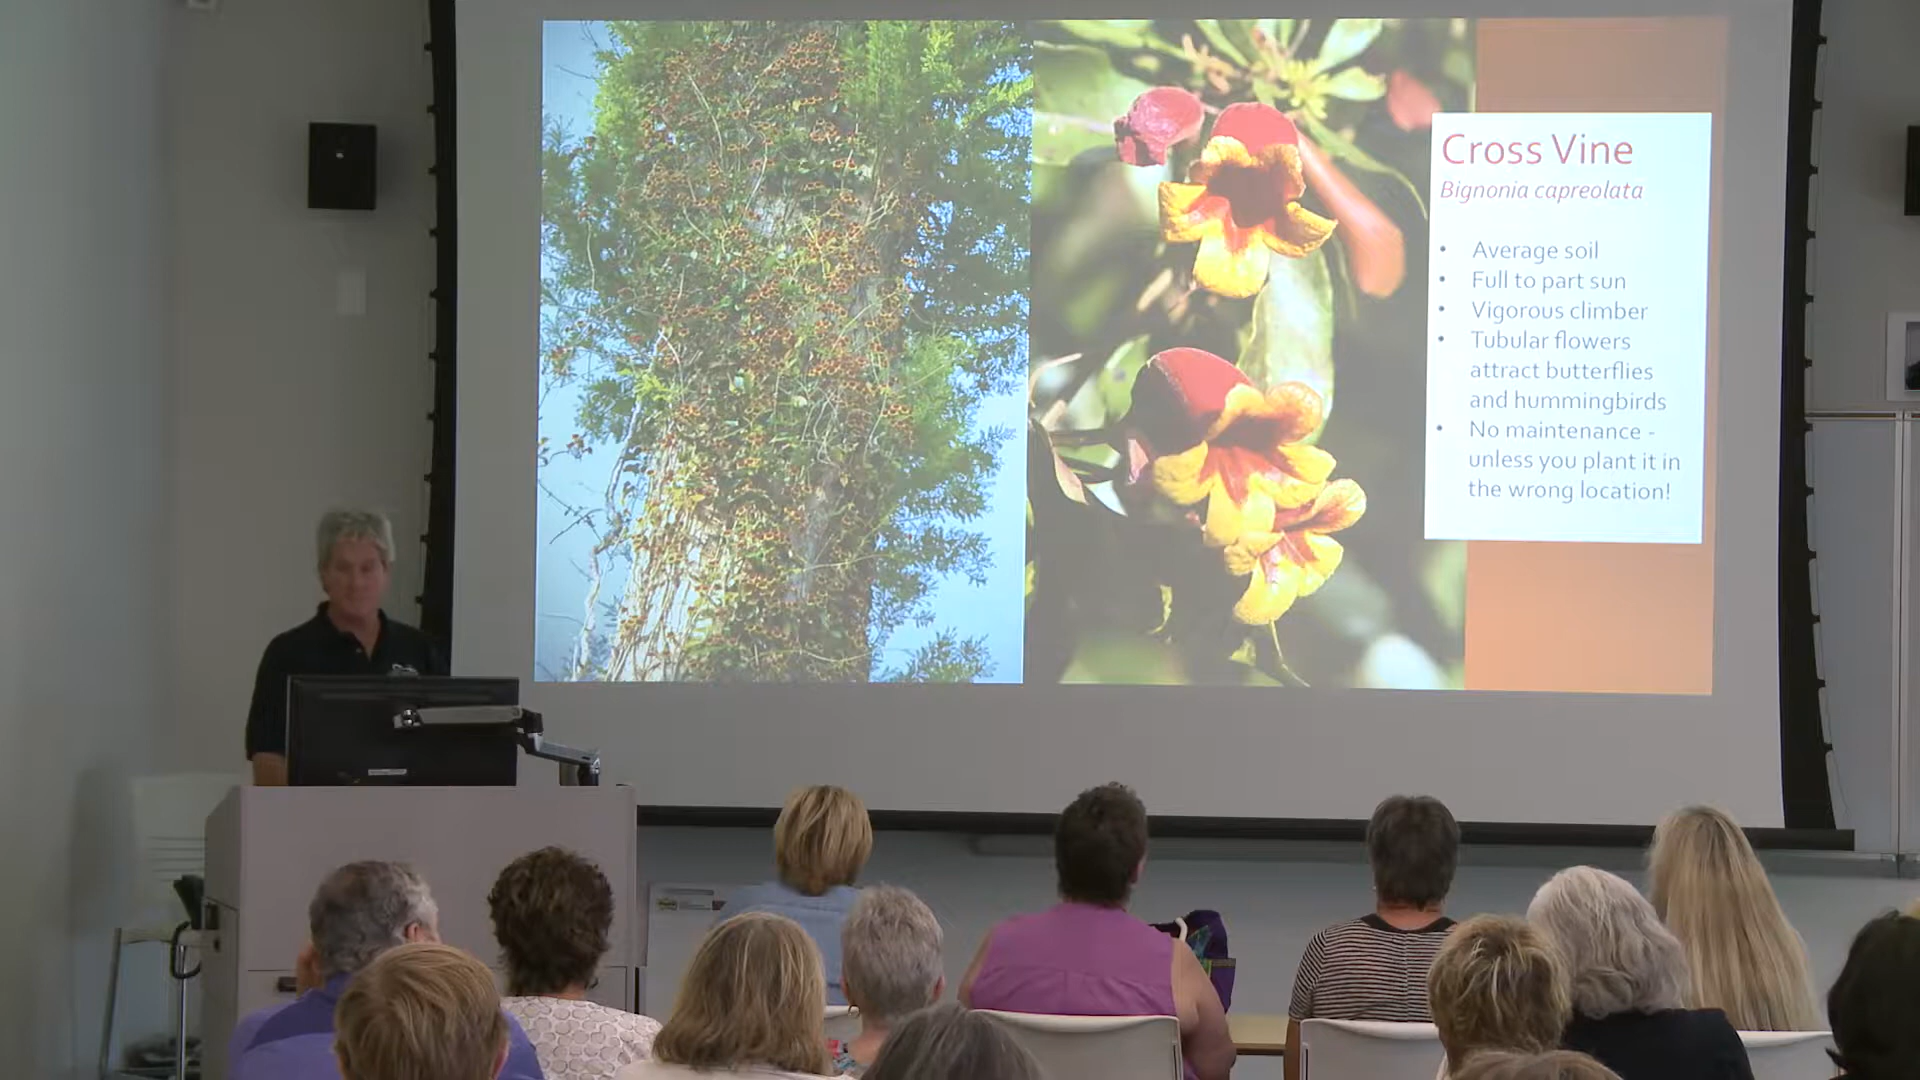 Cross Vine
Bignonia capreolata
• Average soil
• Full to part sun
• Vigorous climber
• Tubular flowers
attract butterflies
and hummingbirds
• No maintenance -
unless you plant it in
the wrong location!